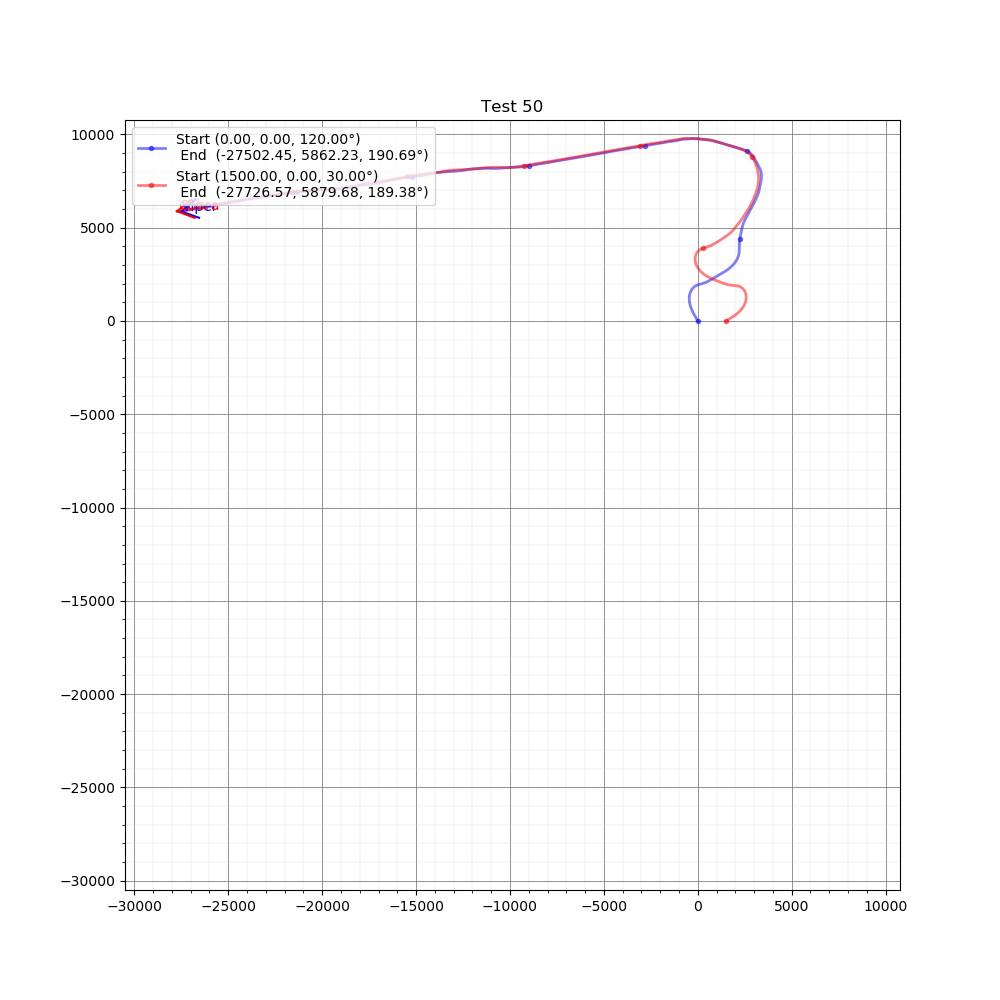 Test 50
Start (0.00, 0.00, 120.00°)
End (-27502.45, 5862.23, 190.69°)
Start (1500.00, 0.00, 30.00°)
End (-27726.57, 5879.68, 189.38°)
10000
5000
0
−5000
−10000
−15000
−20000
−25000
−30000
−30000 −25000 −20000 −15000 −10000 −5000 0 5000 10000